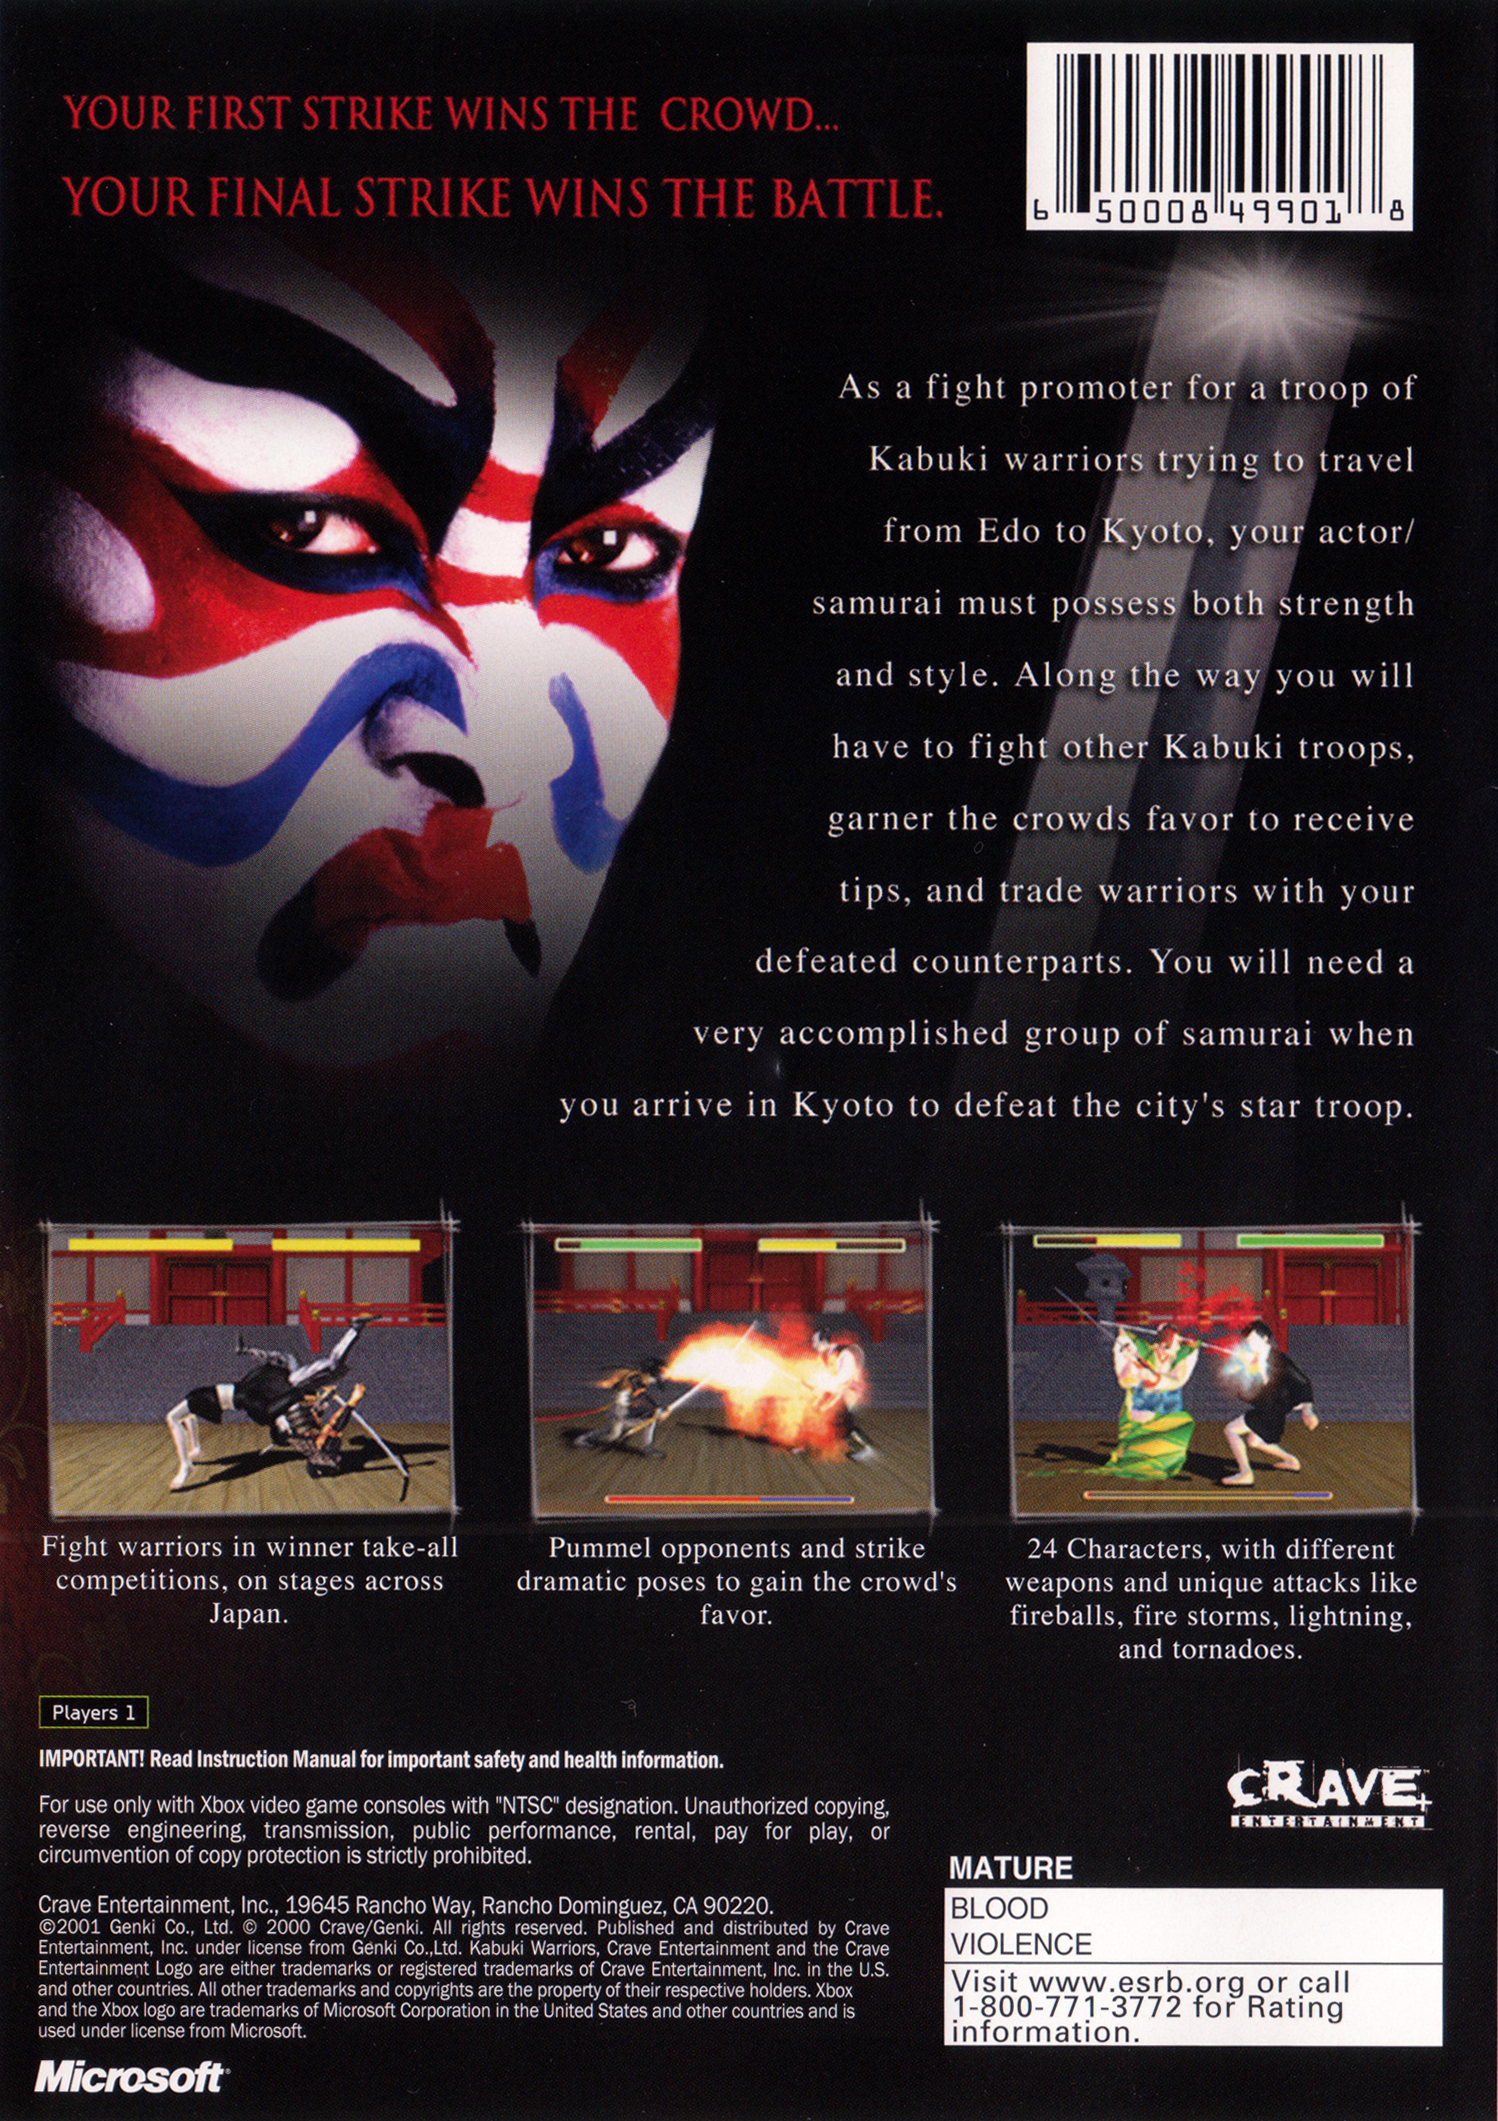 YOUR FIRST STRIKE WINS THE CROWD...
YOUR FINAL STRIKE WINS THE BATTLE.
6 50008 49901 8
As a fight promoter for a troop of
Kabuki warriors trying to travel
from Edo to Kyoto, your actor/
samurai must possess both strength
and style. Along the way you will
have to fight other Kabuki troops,
garner the crowds favor to receive
tips, and trade warriors with your
defeated counterparts. You will need a
very accomplished group of samurai when
you arrive in Kyoto to defeat the city's star troop.
Fight warriors in winner take-all
competitions, on stages across
Japan.
Pummel opponents and strike
dramatic poses to gain the crowd's
favor.
24 Characters, with different
weapons and unique attacks like
fireballs, fire storms, lightning,
and tornadoes.
Players 1
IMPORTANT! Read Instruction Manual for important safety and health information.
For use only with Xbox video game consoles with "NTSC" designation. Unauthorized copying,
reverse engineering, transmission, public performance, rental, pay for play, or
circumvention of copy protection is strictly prohibited.
Crave Entertainment, Inc., 19645 Rancho Way, Rancho Dominguez, CA 90220.
©2001 Genki Co., Ltd. © 2000 Crave/Genki. All rights reserved. Published and distributed by Crave
Entertainment, Inc. under license from Genki Co.,Ltd. Kabuki Warriors, Crave Entertainment and the Crave
Entertainment Logo are either trademarks or registered trademarks of Crave Entertainment, Inc. in the U.S.
and other countries. All other trademarks and copyrights are the property of their respective holders. Xbox
and the Xbox logo are trademarks of Microsoft Corporation in the United States and other countries and is
used under license from Microsoft.
Microsoft®
CRAVE™
ENTERTAINMENT
MATURE
BLOOD
VIOLENCE
Visit www.esrb.org or call
1-800-771-3772 for Rating
information.